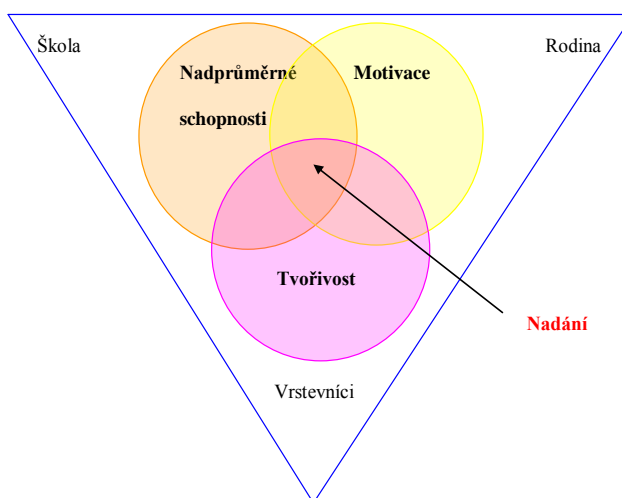 Škola
Rodina
Nadprůměrné
schopnosti
Motivace
Tvořivost
Nadání
Vrstevníci